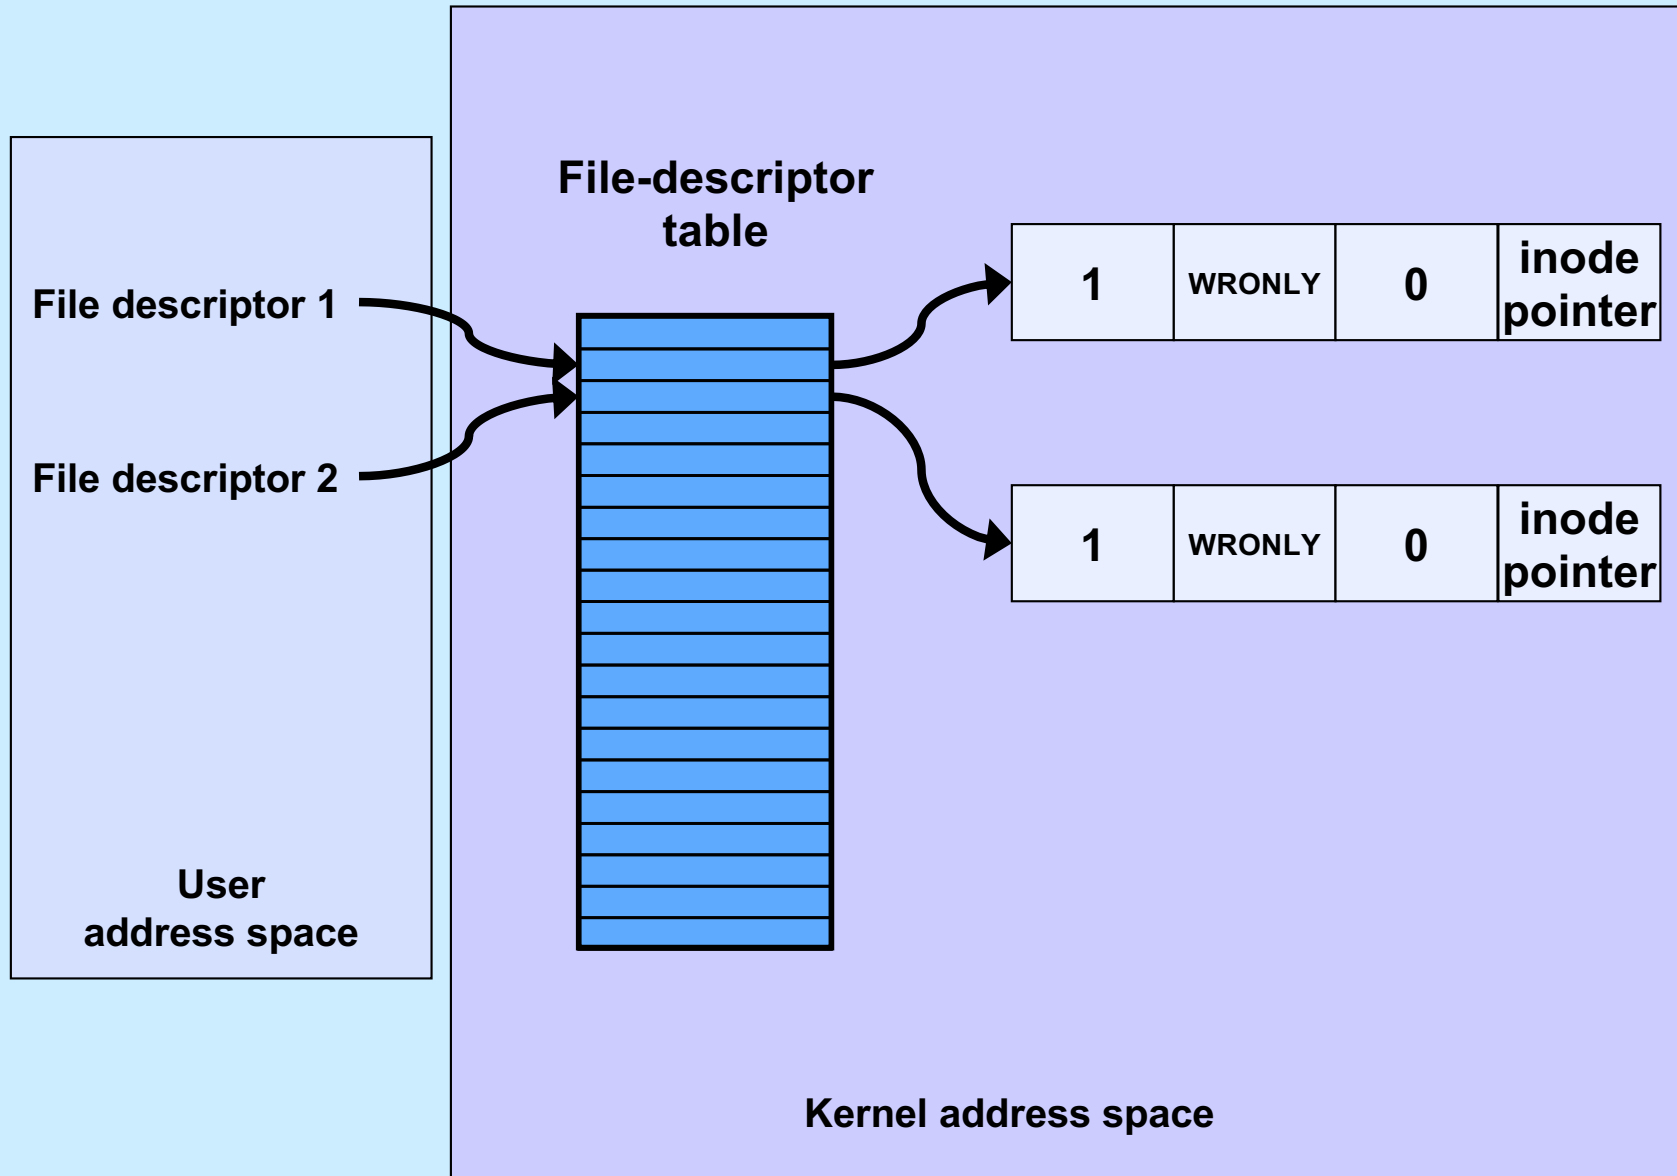 File-descriptor
table
File descriptor 1
File descriptor 2
1
WRONLY
0
inode
pointer
1
WRONLY
0
inode
pointer
User
address space
Kernel address space